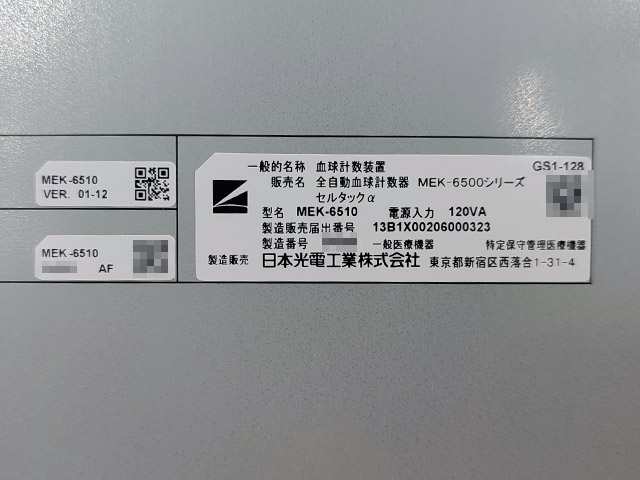 MEK-6510
VER. 01-12
MEK-6510
AF
一般的名称 血球計数装置 GS1-128
販売名 全自動血球計数器 MEK-6500シリーズ
セルタックα
型名 MEK-6510 電源入力 120VA
製造販売届出番号 13B1X00206000323
製造番号 一般医療機器 特定保守管理医療機器
製造販売 日本光電工業株式会社 東京都新宿区西落合1-31-4